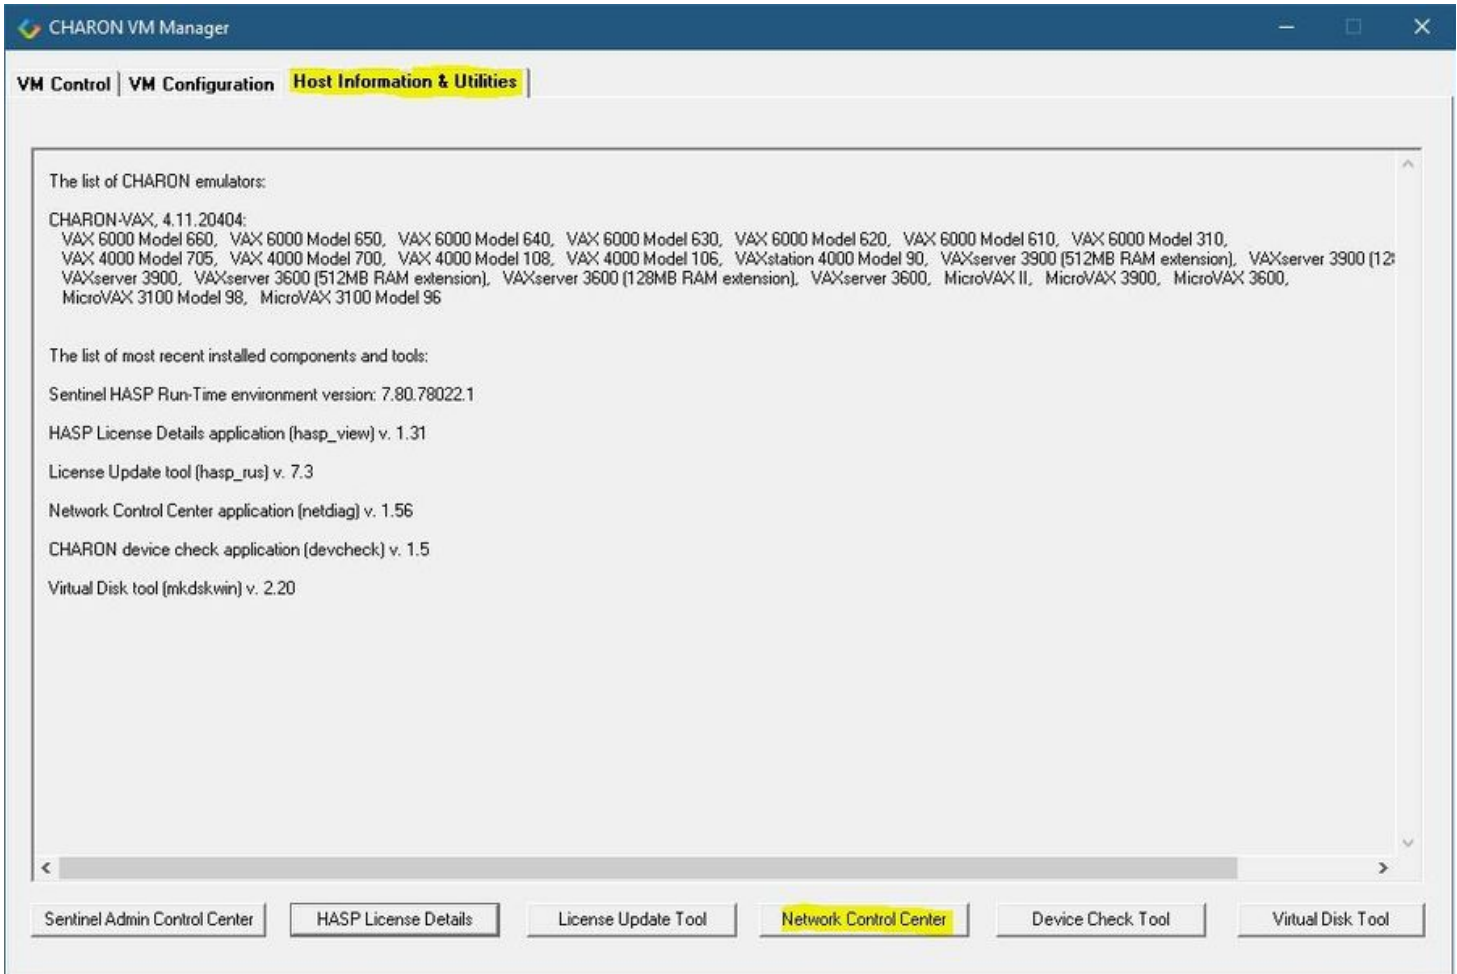 CHARON VM Manager
VM Control VM Configuration Host Information & Utilities
The list of CHARON emulators:
CHARON-VAX, 4.11.20404:
VAX 6000 Model 660, VAX 6000 Model 650, VAX 6000 Model 640, VAX 6000 Model 630, VAX 6000 Model 620, VAX 6000 Model 610, VAX 6000 Model 310,
VAX 4000 Model 705, VAX 4000 Model 700, VAX 4000 Model 108, VAX 4000 Model 106, VAXstation 4000 Model 90, VAXserver 3900 (512MB RAM extension), VAXserver 3900 (128
VAXserver 3900, VAXserver 3600 (512MB RAM extension), VAXserver 3600 (128MB RAM extension), VAXserver 3600, MicroVAX II, MicroVAX 3900, MicroVAX 3600,
MicroVAX 3100 Model 98, MicroVAX 3100 Model 96
The list of most recent installed components and tools:
Sentinel HASP Run-Time environment version: 7.80.78022.1
HASP License Details application (hasp_view) v. 1.31
License Update tool (hasp_rus) v. 7.3
Network Control Center application (netdiag) v. 1.56
CHARON device check application (devcheck) v. 1.5
Virtual Disk tool (mkdskwin) v. 2.20
Sentinel Admin Control Center HASP License Details License Update Tool Network Control Center Device Check Tool Virtual Disk Tool